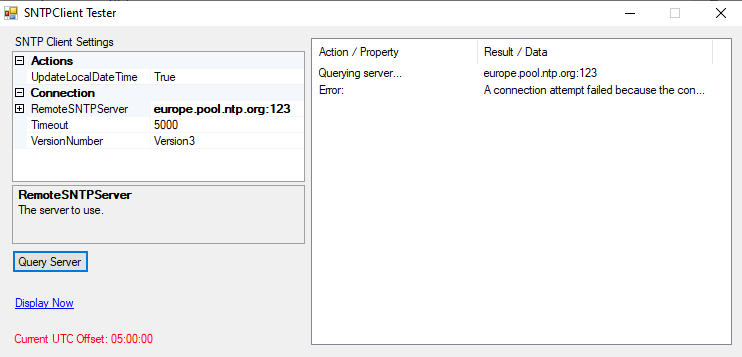 SNTPClient Tester
SNTP Client Settings
Actions
UpdateLocalDateTime True
Connection
RemoteSNTPServer europe.pool.ntp.org:123
Timeout 5000
VersionNumber Version3
RemoteSNTPServer
The server to use.
Query Server
Display Now
Current UTC Offset: 05:00:00
Action / Property Result / Data
Querying server... europe.pool.ntp.org:123
Error: A connection attempt failed because the con...